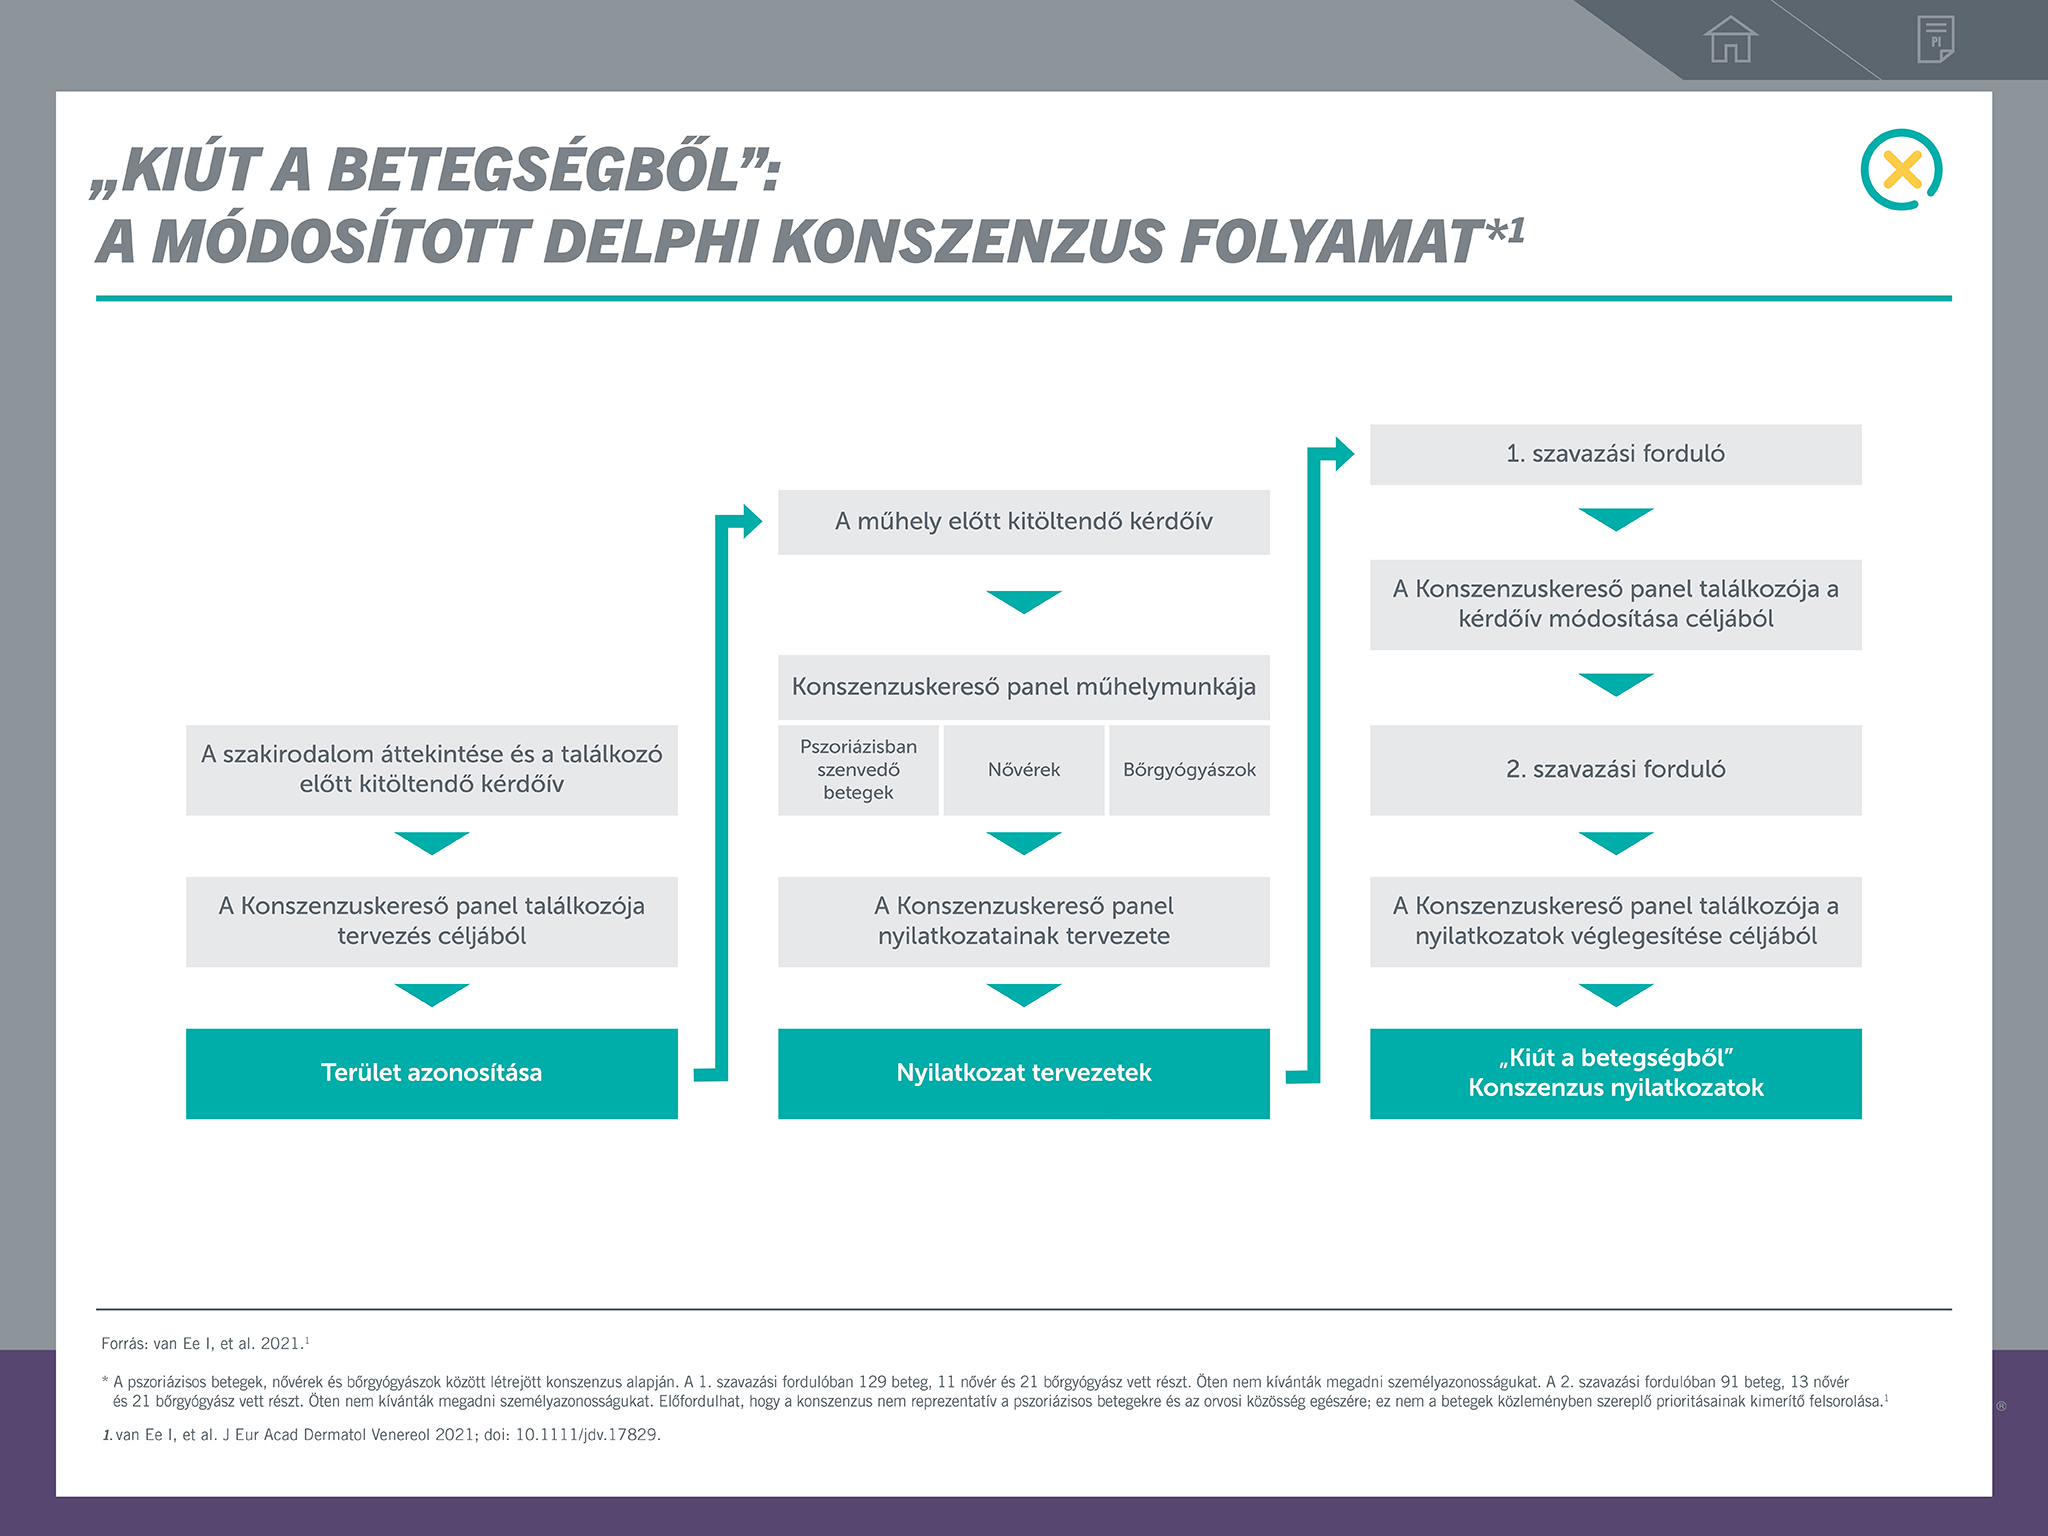 PI
„KIÚT A BETEGSÉGBŐL”:
A MÓDOSÍTOTT DELPHI KONSZENZUS FOLYAMAT*1
A szakirodalom áttekintése és a találkozó
előtt kitöltendő kérdőív
A Konszenzuskereső panel találkozója
tervezés céljából
Terület azonosítása
A műhely előtt kitöltendő kérdőív
Konszenzuskereső panel műhelymunkája
Pszoriázisban
szenvedő
betegek
Nővérek
Bőrgyógyászok
A Konszenzuskereső panel
nyilatkozatainak tervezete
Nyilatkozat tervezetek
1. szavazási forduló
A Konszenzuskereső panel találkozója a
kérdőív módosítása céljából
2. szavazási forduló
A Konszenzuskereső panel találkozója a
nyilatkozatok véglegesítése céljából
„Kiút a betegségből”
Konszenzus nyilatkozatok
Forrás: van Ee I, et al. 2021.1
* A pszoriázisos betegek, nővérek és bőrgyógyászok között létrejött konszenzus alapján. A 1. szavazási fordulóban 129 beteg, 11 nővér és 21 bőrgyógyász vett részt. Öten nem kívánták megadni személyazonosságukat. A 2. szavazási fordulóban 91 beteg, 13 nővér
és 21 bőrgyógyász vett részt. Öten nem kívánták megadni személyazonosságukat. Előfordulhat, hogy a konszenzus nem reprezentatív a pszoriázisos betegekre és az orvosi közösség egészére; ez nem a betegek közleményben szereplő prioritásainak kimerítő felsorolása.1
®
1. van Ee I, et al. J Eur Acad Dermatol Venereol 2021; doi: 10.1111/jdv.17829.